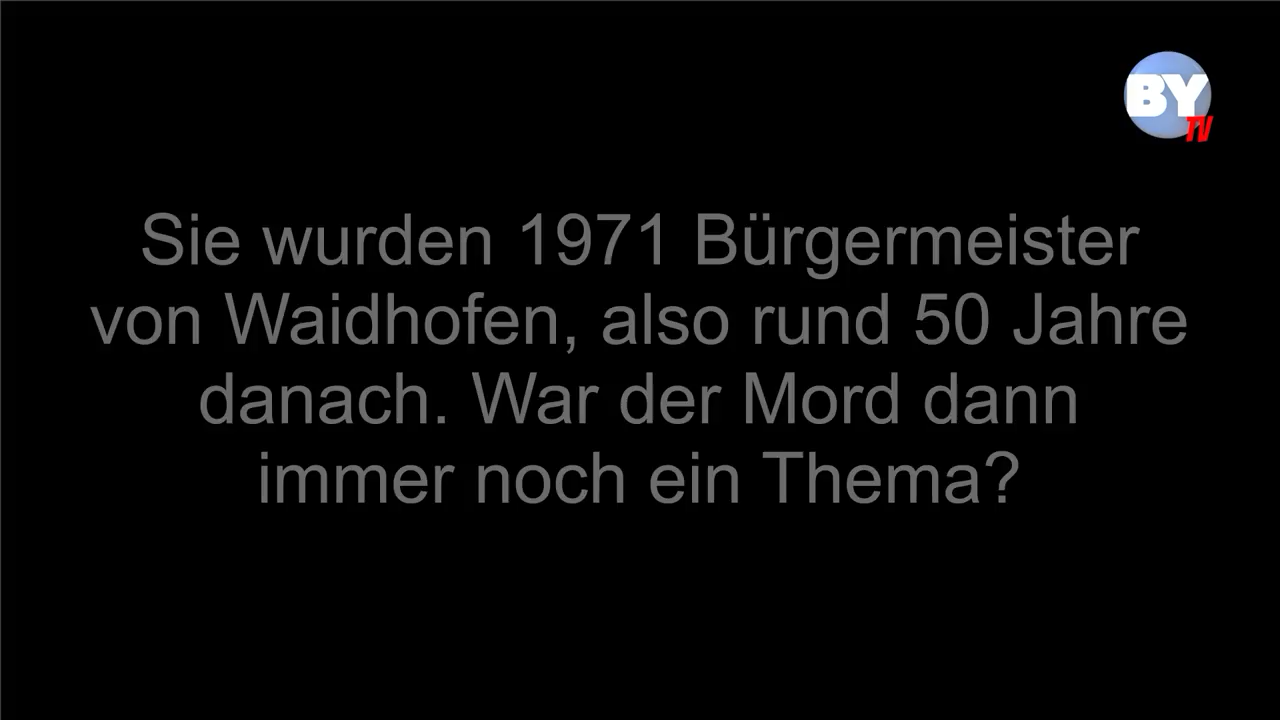 BY
TV
Sie wurden 1971 Bürgermeister
von Waidhofen, also rund 50 Jahre
danach. War der Mord dann
immer noch ein Thema?